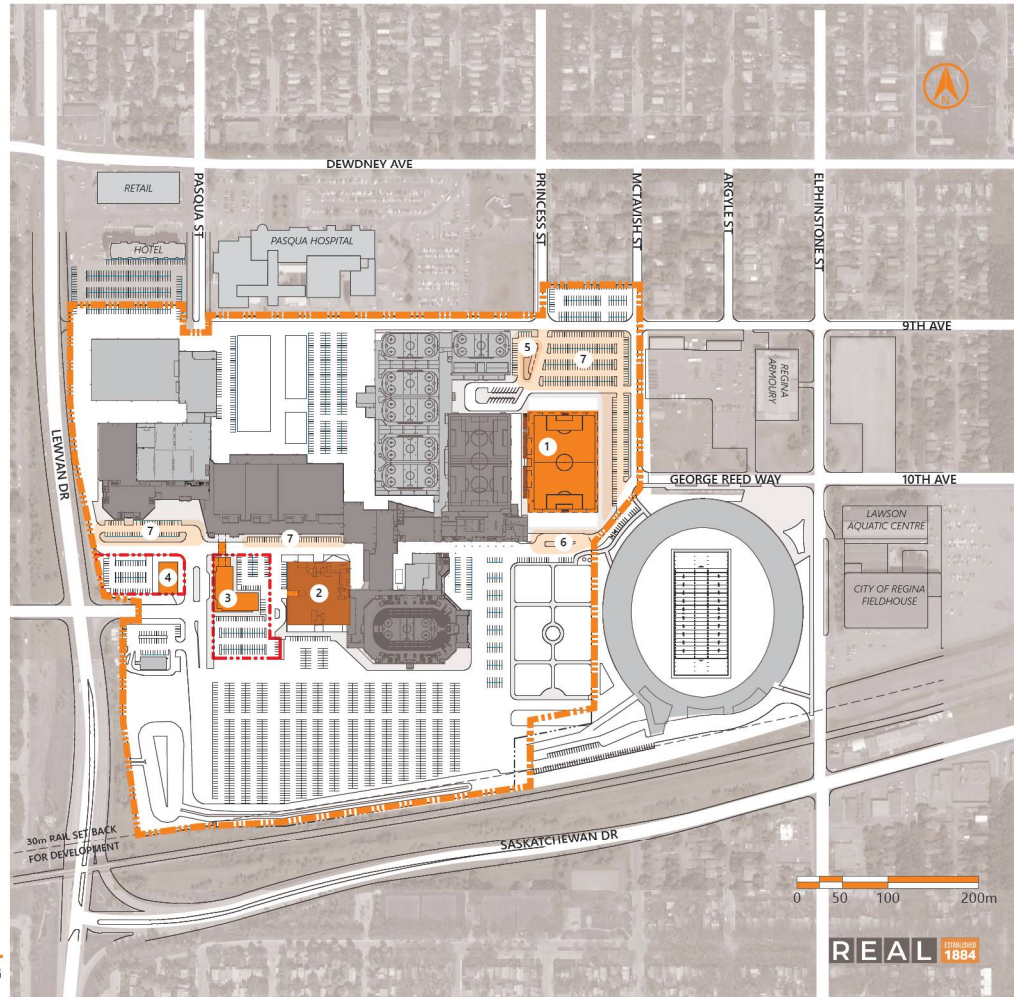 DEWDNEY AVE
RETAIL
PASQUA ST
PRINCESS ST
MCTAVISH ST
ARGYLE ST
ELPHINSTONE ST
N
HOTEL
PASQUA HOSPITAL
9TH AVE
5
7
REGINA
ARMOURY
1
LEWVAN DR
GEORGE REED WAY
10TH AVE
LAWSON
AQUATIC CENTRE
7
7
6
4
3
2
CITY OF REGINA
FIELDHOUSE
30m RAIL SET BACK
FOR DEVELOPMENT
SASKATCHEWAN DR
0 50 100 200m
REAL ESTABLISHED
1884